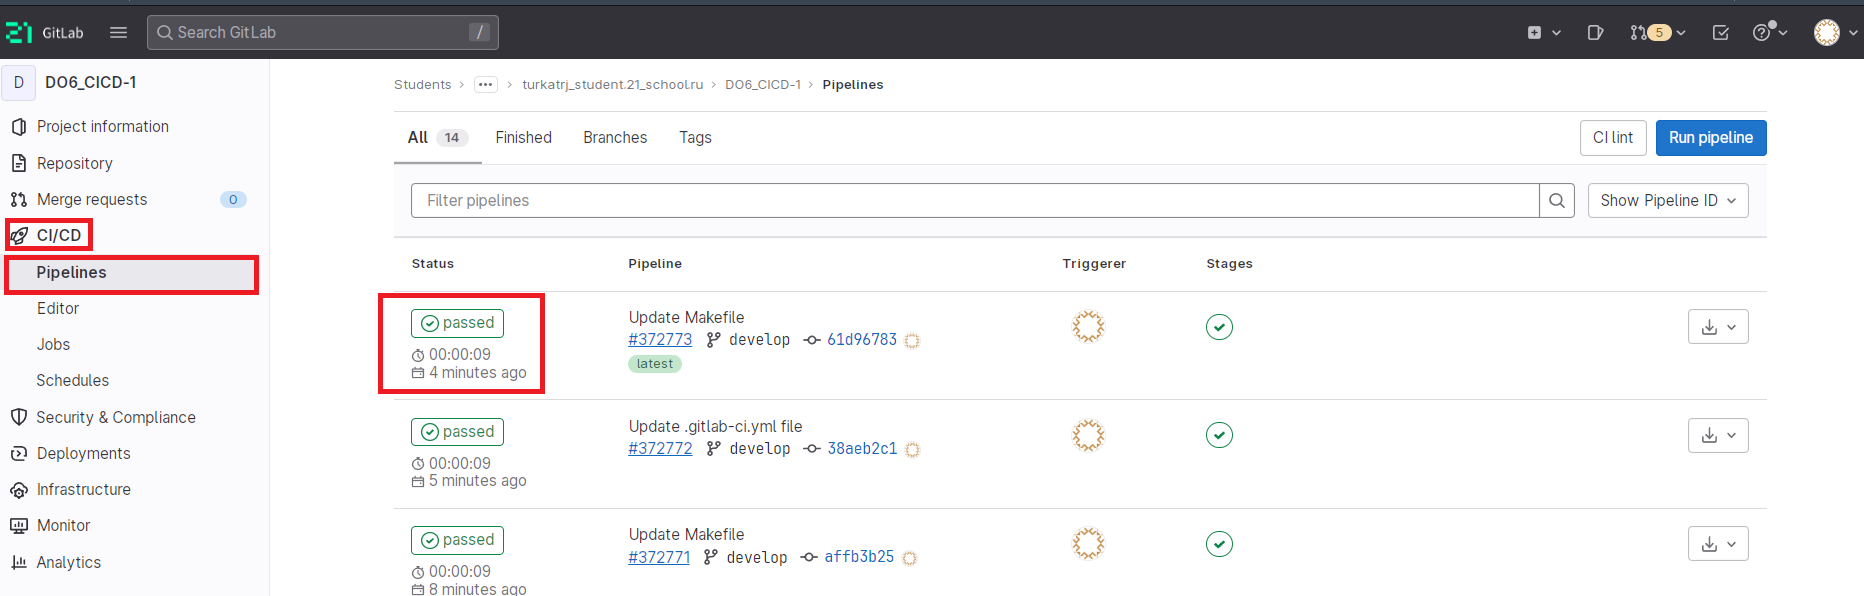 GitLab
Search GitLab /
5
D DO6_CICD-1
Project information
Repository
Merge requests 0
CI/CD
Pipelines
Editor
Jobs
Schedules
Security & Compliance
Deployments
Infrastructure
Monitor
Analytics
Students > ••• > turkatrj_student.21_school.ru > DO6_CICD-1 > Pipelines
All 14 Finished Branches Tags
CI lint Run pipeline
Filter pipelines Show Pipeline ID
Status Pipeline Triggerer Stages
passed Update Makefile
#372773 develop 61d96783
00:00:09
latest
4 minutes ago
passed Update .gitlab-ci.yml file
#372772 develop 38aeb2c1
00:00:09
5 minutes ago
passed Update Makefile
#372771 develop affb3b25
00:00:09
8 minutes ago